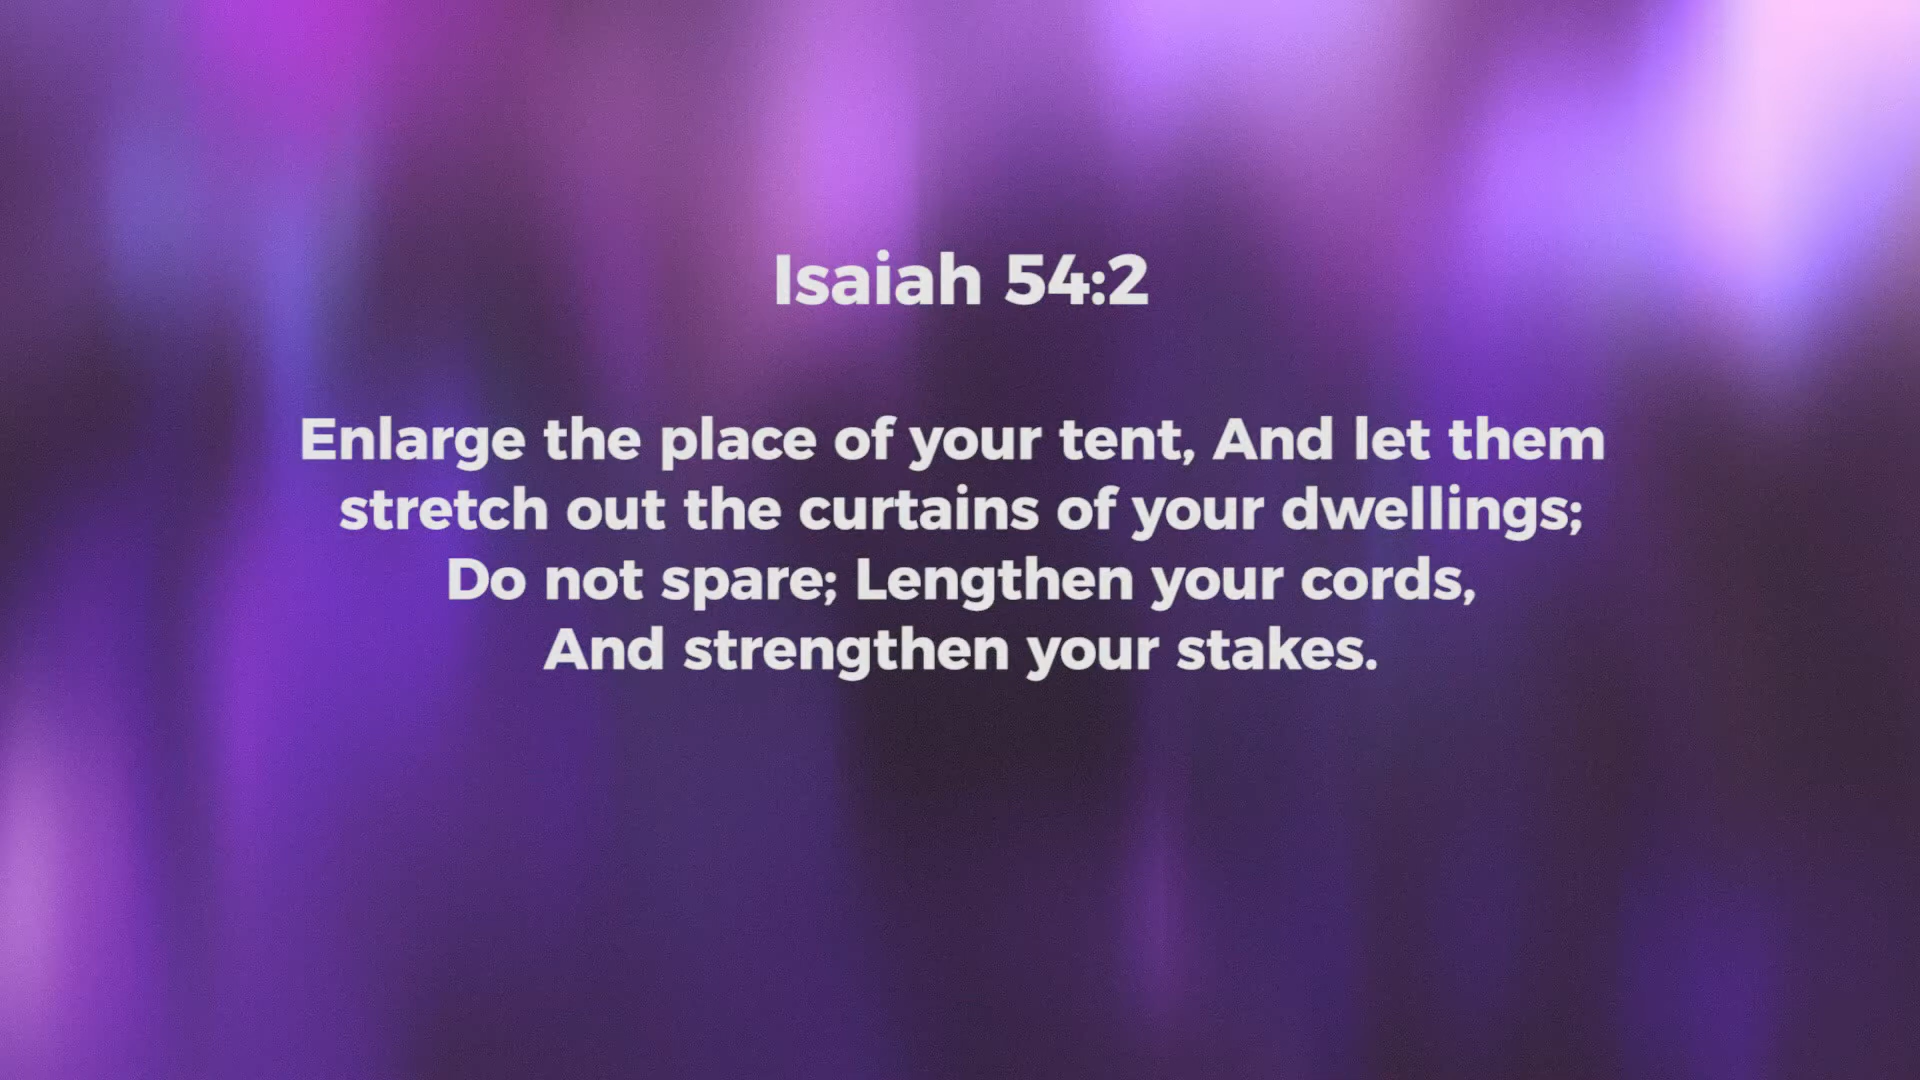 Isaiah 54:2
Enlarge the place of your tent, And let them
stretch out the curtains of your dwellings;
Do not spare; Lengthen your cords,
And strengthen your stakes.